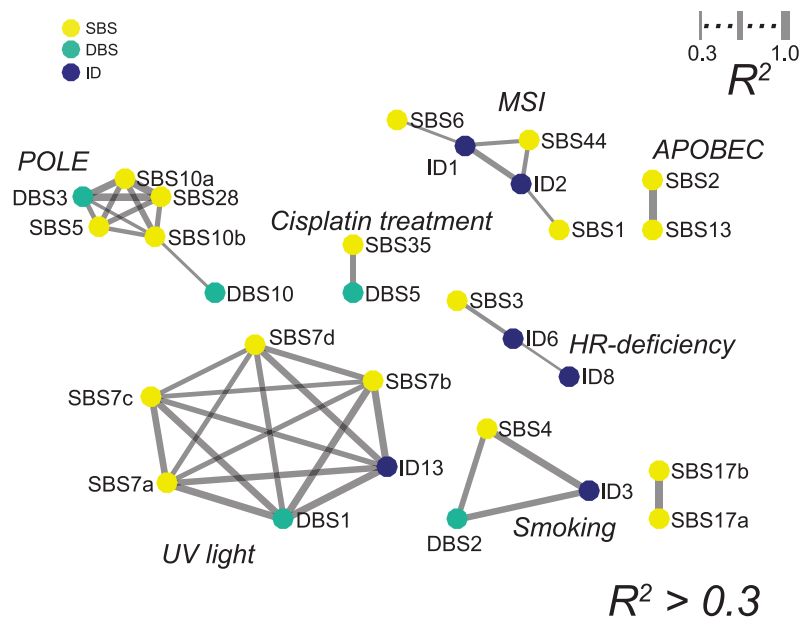 SBS
DBS
ID
0.3
1.0
R²
MSI
SBS6
SBS44
ID1
ID2
SBS1
APOBEC
SBS2
SBS13
POLE
SBS10a
DBS3
SBS28
SBS5
SBS10b
DBS10
Cisplatin treatment
SBS35
DBS5
SBS3
ID6
HR-deficiency
ID8
SBS7d
SBS7b
SBS7c
ID13
SBS7a
DBS1
UV light
SBS4
ID3
DBS2
Smoking
SBS17b
SBS17a
R² > 0.3